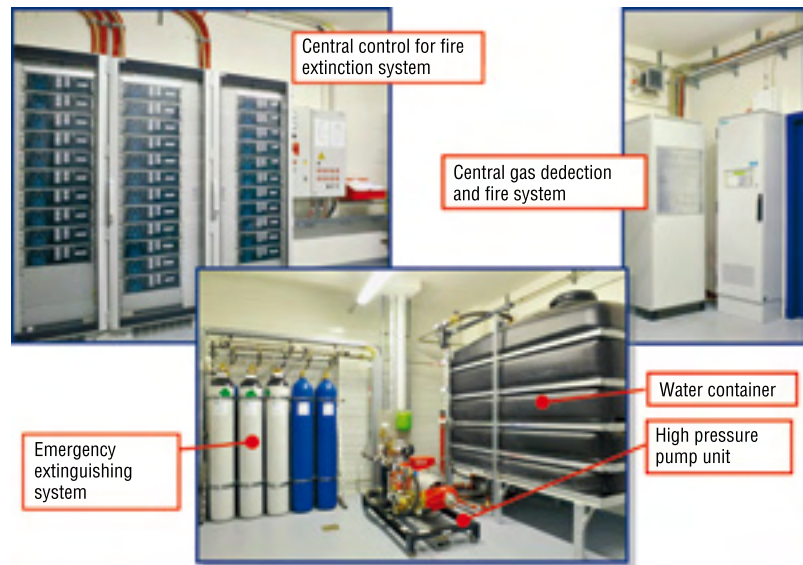 Central control for fire
extinction system
Central gas dedection
and fire system
Water container
High pressure
pump unit
Emergency
extinguishing
system